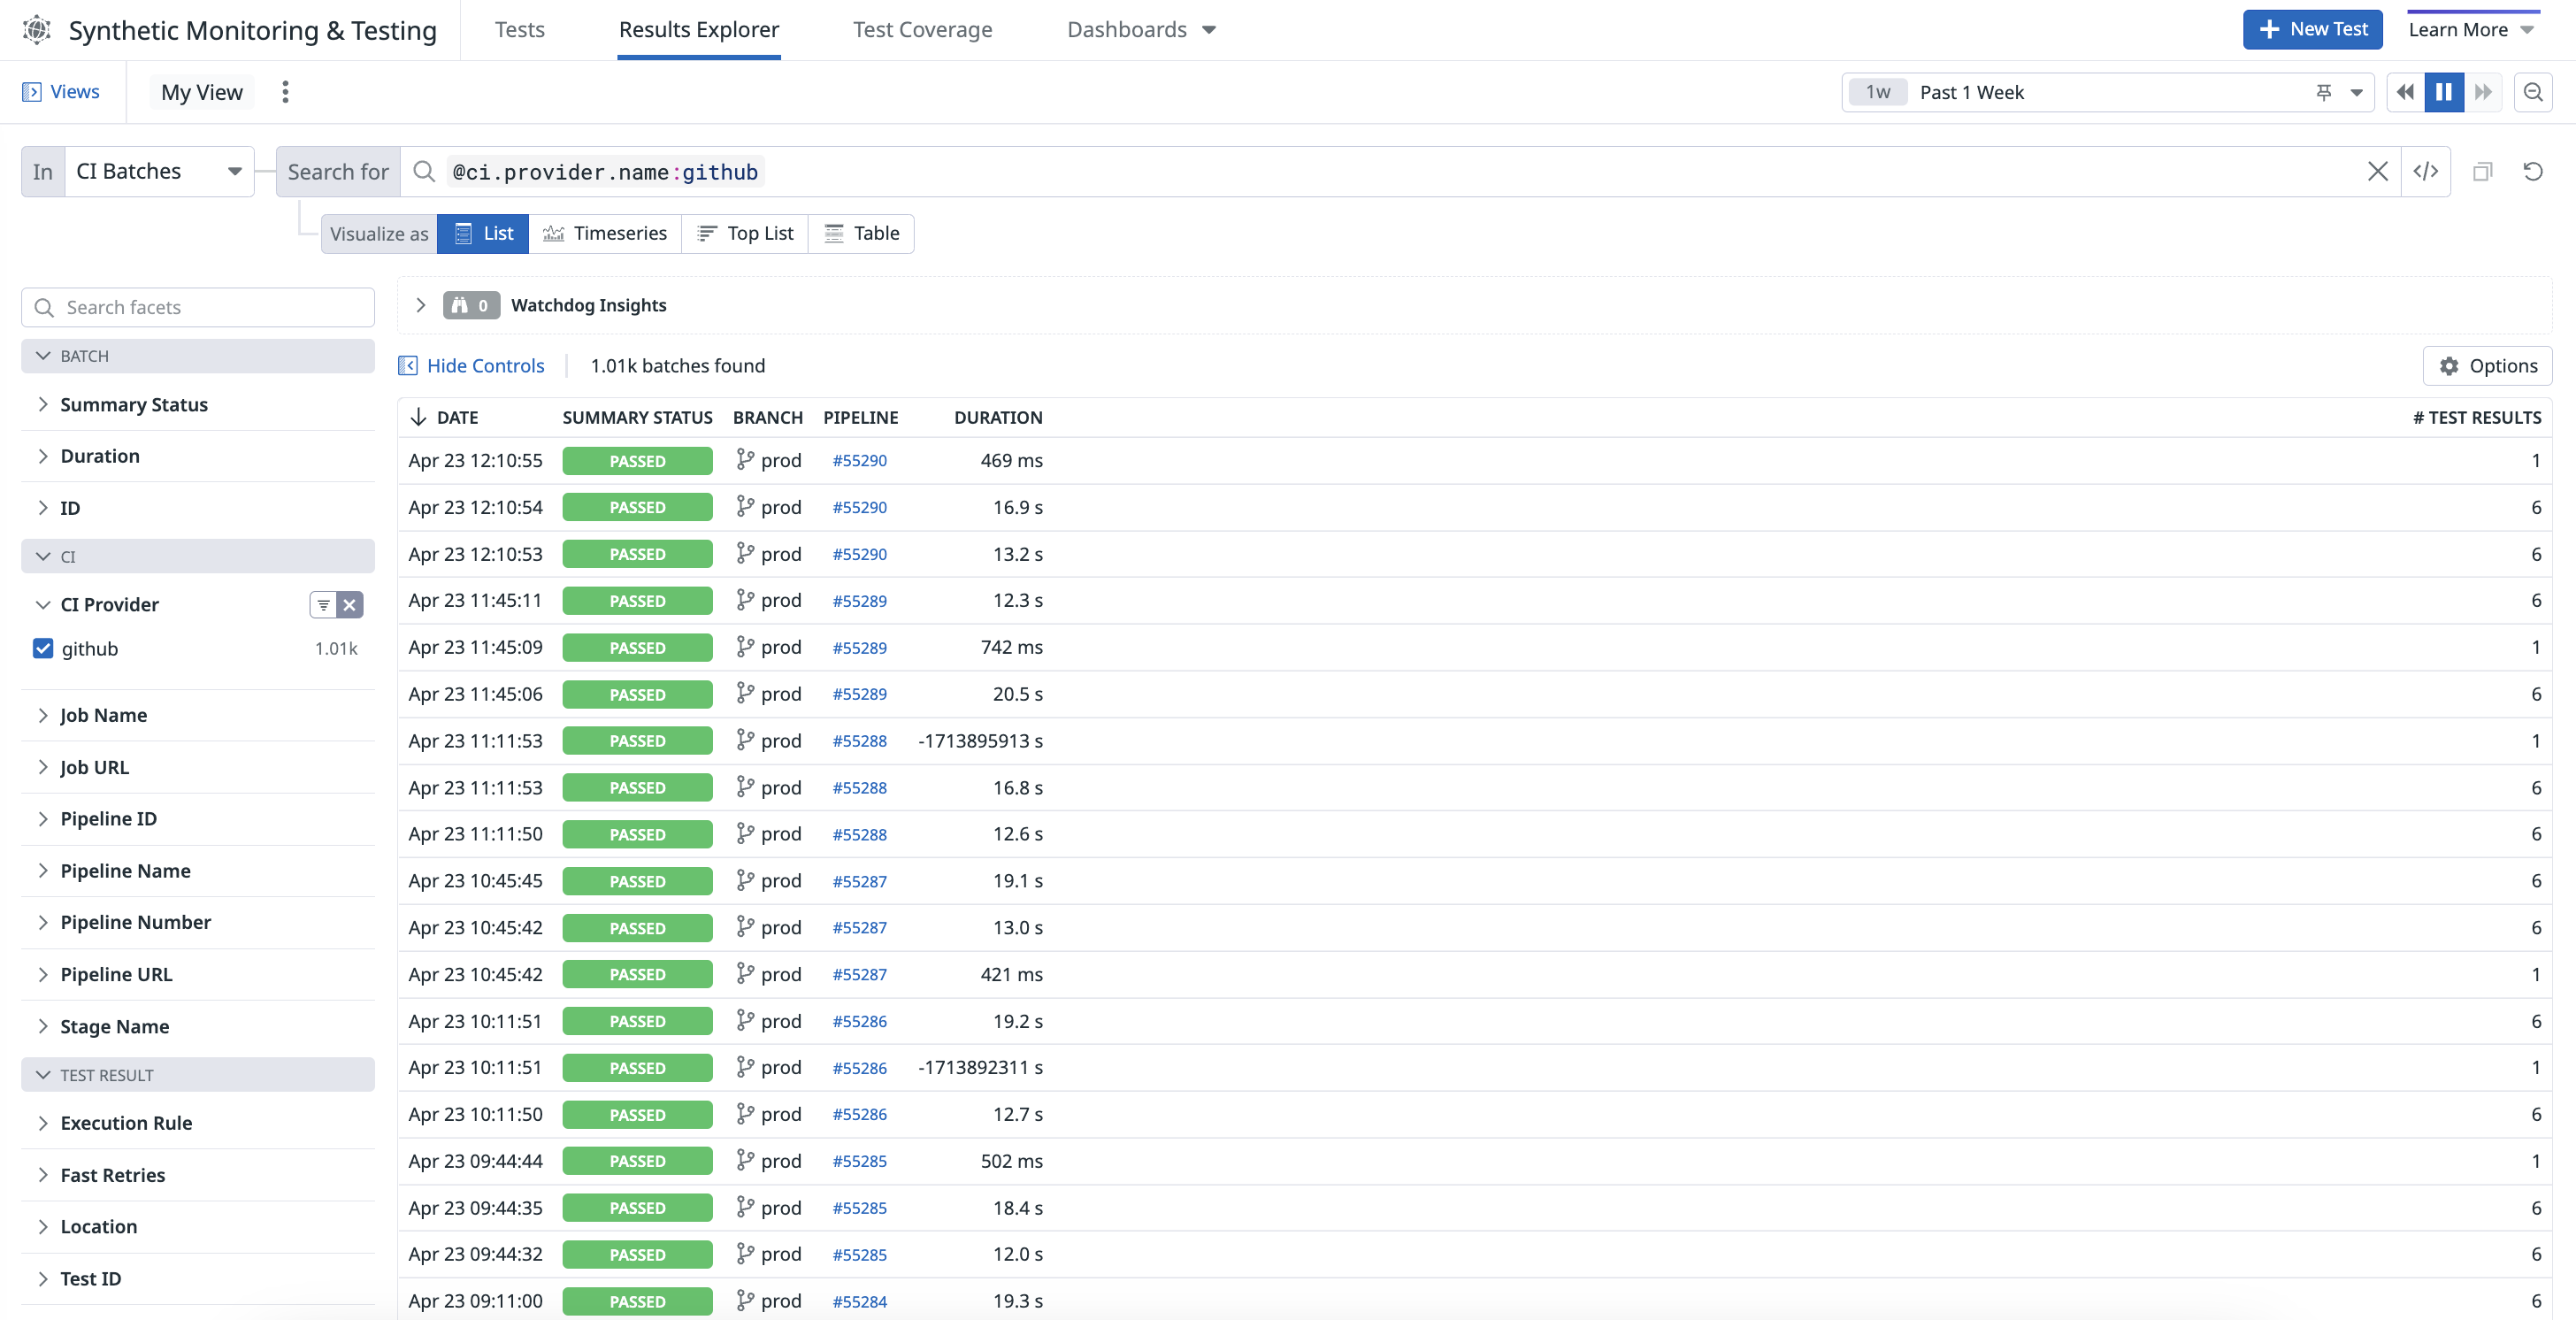 Synthetic Monitoring & Testing Tests Results Explorer Test Coverage Dashboards New Test Learn More
Views My View 1w Past 1 Week
In CI Batches Search for @ci.provider.name:github
Visualize as List Timeseries Top List Table
Search facets
BATCH
Summary Status
Duration
ID
CI
CI Provider
github 1.01k
Job Name
Job URL
Pipeline ID
Pipeline Name
Pipeline Number
Pipeline URL
Stage Name
TEST RESULT
Execution Rule
Fast Retries
Location
Test ID
0 Watchdog Insights
Hide Controls 1.01k batches found Options
DATE SUMMARY STATUS BRANCH PIPELINE DURATION # TEST RESULTS
Apr 23 12:10:55 PASSED prod #55290 469 ms 1
Apr 23 12:10:54 PASSED prod #55290 16.9 s 6
Apr 23 12:10:53 PASSED prod #55290 13.2 s 6
Apr 23 11:45:11 PASSED prod #55289 12.3 s 6
Apr 23 11:45:09 PASSED prod #55289 742 ms 1
Apr 23 11:45:06 PASSED prod #55289 20.5 s 6
Apr 23 11:11:53 PASSED prod #55288 -1713895913 s 1
Apr 23 11:11:53 PASSED prod #55288 16.8 s 6
Apr 23 11:11:50 PASSED prod #55288 12.6 s 6
Apr 23 10:45:45 PASSED prod #55287 19.1 s 6
Apr 23 10:45:42 PASSED prod #55287 13.0 s 6
Apr 23 10:45:42 PASSED prod #55287 421 ms 1
Apr 23 10:11:51 PASSED prod #55286 19.2 s 6
Apr 23 10:11:51 PASSED prod #55286 -1713892311 s 1
Apr 23 10:11:50 PASSED prod #55286 12.7 s 6
Apr 23 09:44:44 PASSED prod #55285 502 ms 1
Apr 23 09:44:35 PASSED prod #55285 18.4 s 6
Apr 23 09:44:32 PASSED prod #55285 12.0 s 6
Apr 23 09:11:00 PASSED prod #55284 19.3 s 6